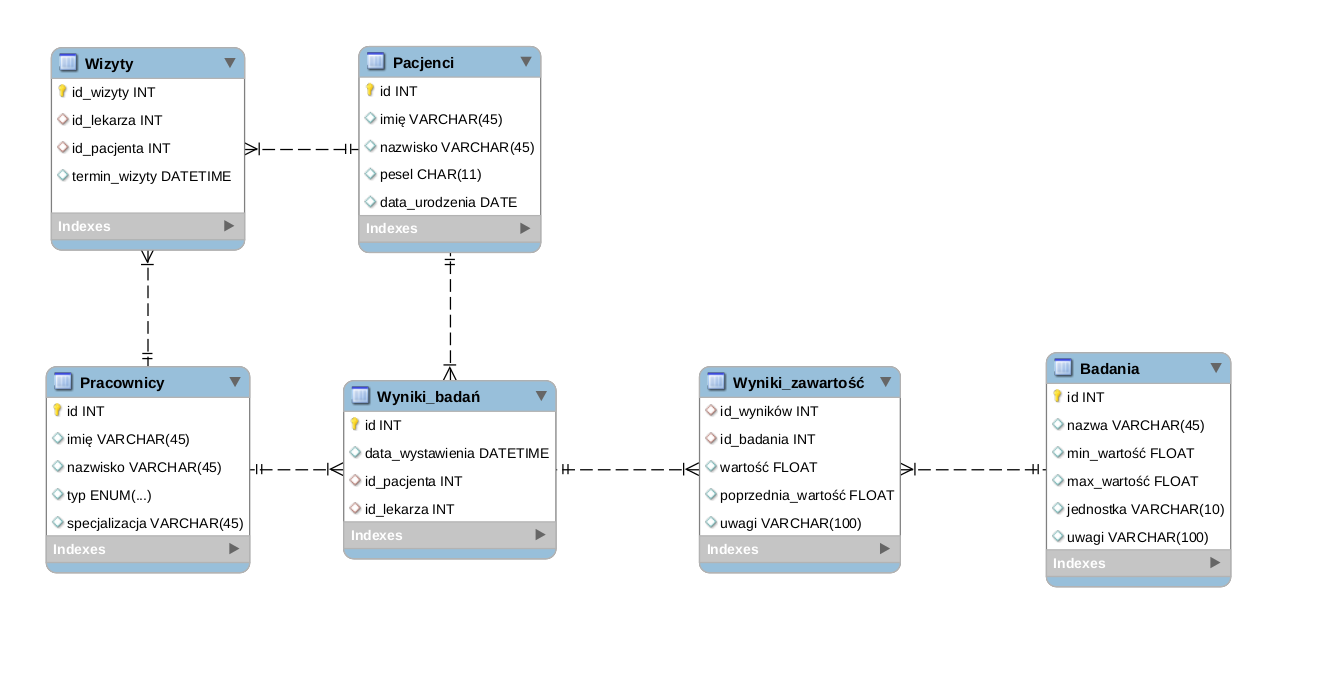 Wizyty
id_wizyty INT
id_lekarza INT
id_pacjenta INT
termin_wizyty DATETIME
Indexes
Pacjenci
id INT
imię VARCHAR(45)
nazwisko VARCHAR(45)
pesel CHAR(11)
data_urodzenia DATE
Indexes
Pracownicy
id INT
imię VARCHAR(45)
nazwisko VARCHAR(45)
typ ENUM(...)
specjalizacja VARCHAR(45)
Indexes
Wyniki_badań
id INT
data_wystawienia DATETIME
id_pacjenta INT
id_lekarza INT
Indexes
Wyniki_zawartość
id_wyników INT
id_badania INT
wartość FLOAT
poprzednia_wartość FLOAT
uwagi VARCHAR(100)
Indexes
Badania
id INT
nazwa VARCHAR(45)
min_wartość FLOAT
max_wartość FLOAT
jednostka VARCHAR(10)
uwagi VARCHAR(100)
Indexes